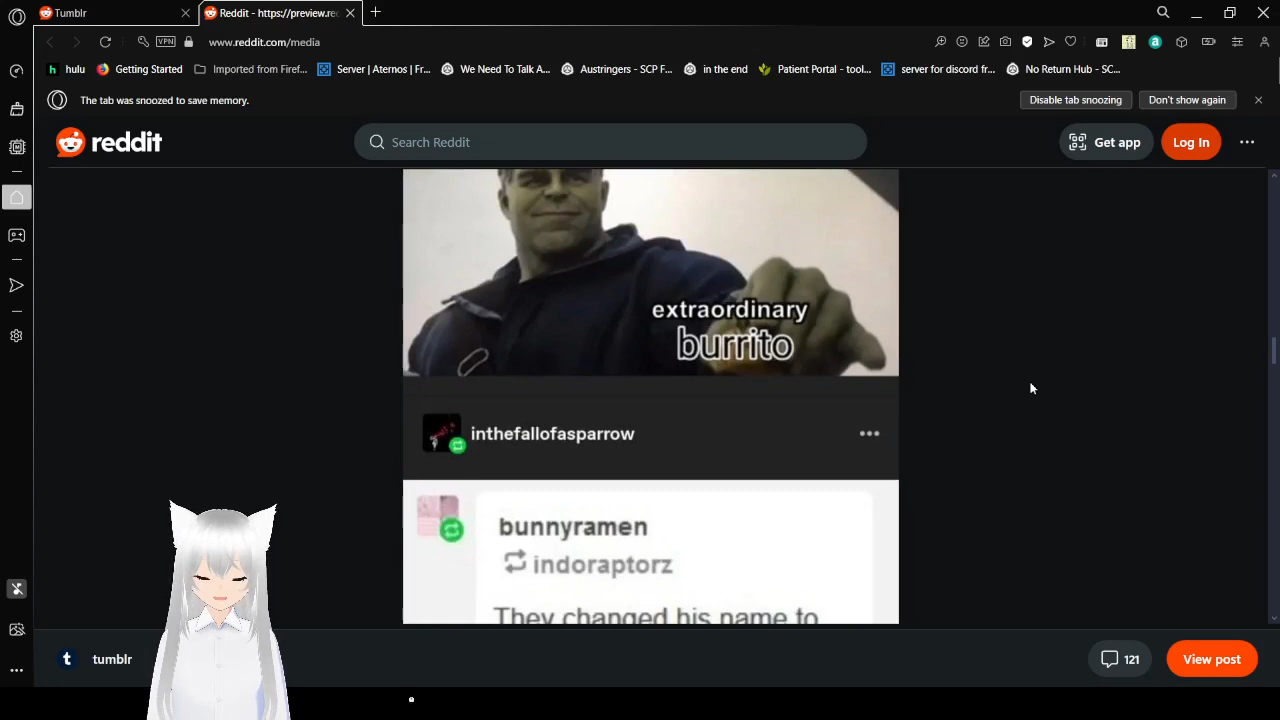 Tumblr
Reddit - https://preview.re
VPN
www.reddit.com/media
hulu
Getting Started
Imported from Firef...
Server | Aternos | Fr...
We Need To Talk A...
Austringers - SCP F...
in the end
Patient Portal - tool...
server for discord fr...
No Return Hub - SC...
The tab was snoozed to save memory.
Disable tab snoozing
Don't show again
reddit
Search Reddit
Get app
Log In
extraordinary
burrito
inthefallofasparrow
bunnyramen
indoraptorz
They changed his name to
t
tumblr
121
View post